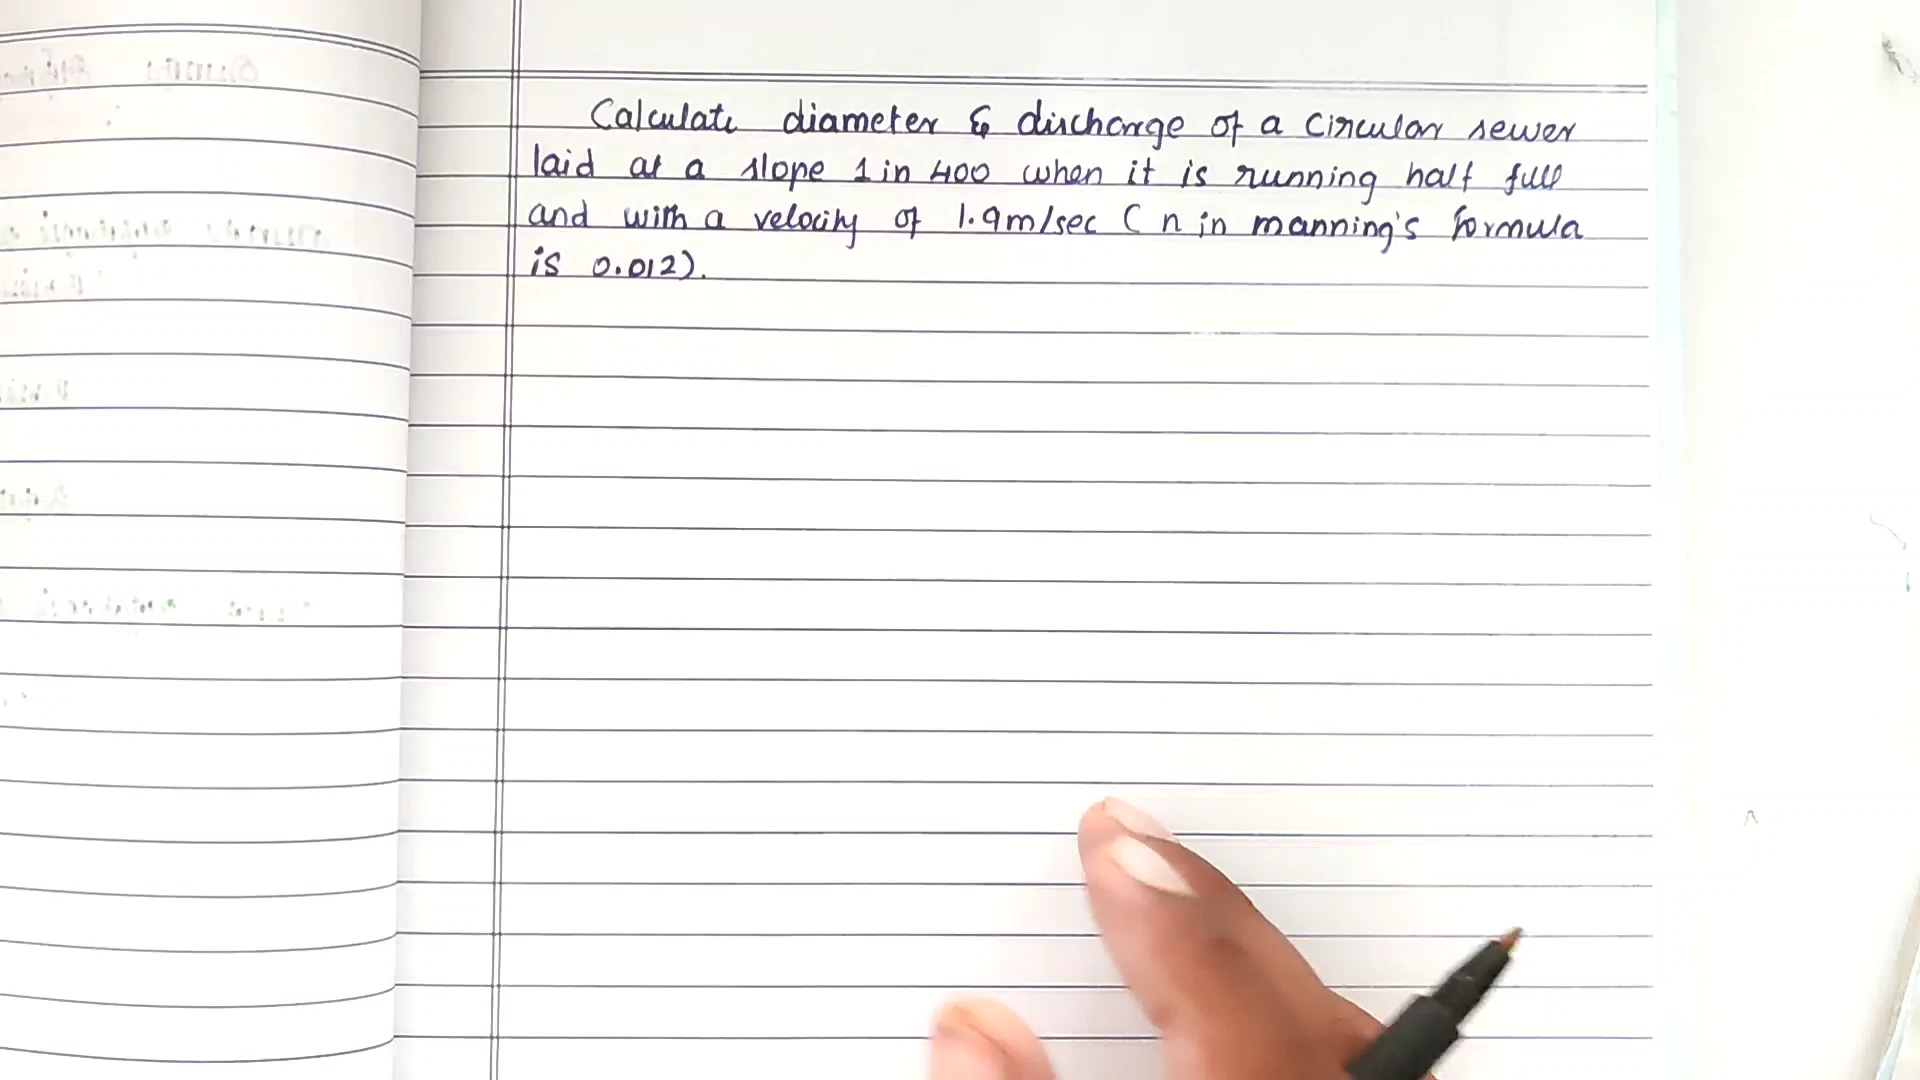 Calculate diameter & discharge of a circular sewer
laid at a slope 1 in 400 when it is running half full
and with a velocity of 1.9m/sec ( n in manning's formula
is 0.012).